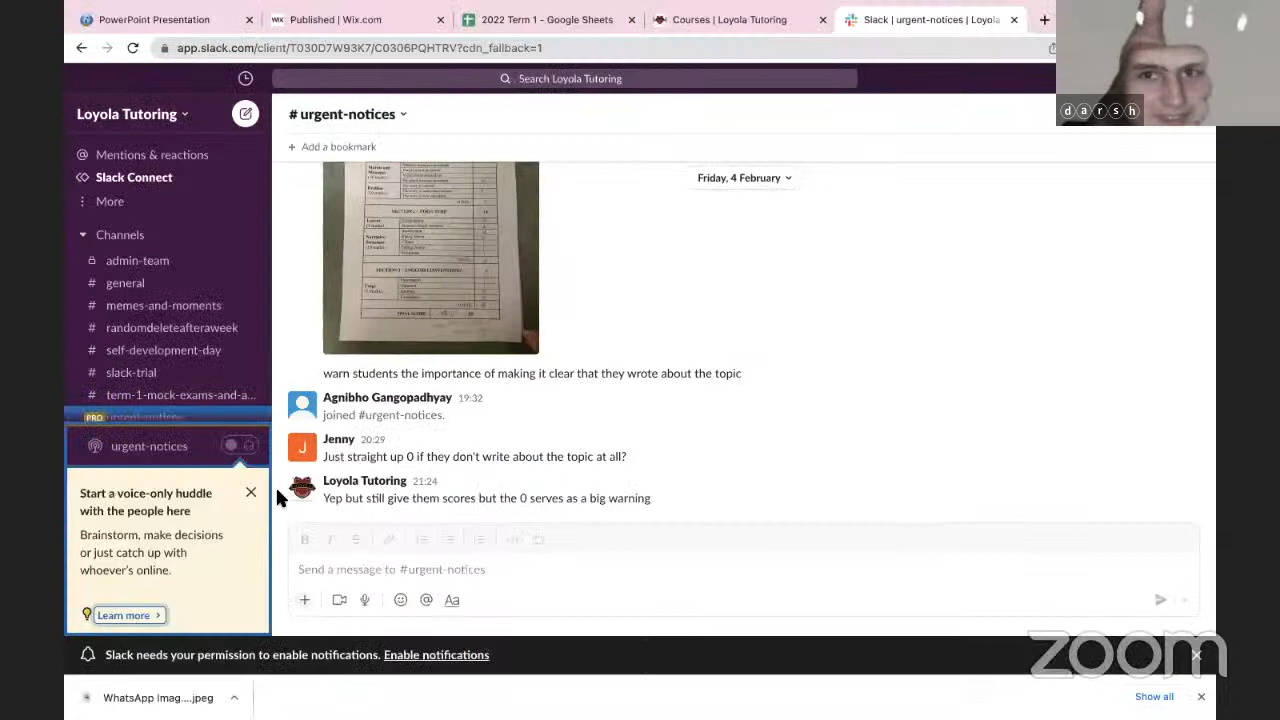 PowerPoint Presentation
WiX Published | Wix.com
2022 Term 1 - Google Sheets
Courses | Loyola Tutoring
Slack | urgent-notices | Loyola
app.slack.com/client/T030D7W93K7/C0306PQHTRV?cdn_fallback=1
Search Loyola Tutoring
darsh
Loyola Tutoring
# urgent-notices
Mentions & reactions
Add a bookmark
Slack Connect
Friday, 4 February
More
Channels
admin-team
# general
# memes-and-moments
# randomdeleteafteraweek
# self-development-day
# slack-trial
# term-1-mock-exams-and-a...
PRO
urgent-notices
Start a voice-only huddle
with the people here
Brainstorm, make decisions
or just catch up with
whoever's online.
Learn more
warn students the importance of making it clear that they wrote about the topic
Agnibho Gangopadhyay 19:32
joined #urgent-notices.
J
Jenny 20:29
Just straight up 0 if they don't write about the topic at all?
Loyola Tutoring 21:24
Yep but still give them scores but the 0 serves as a big warning
B I S
Send a message to #urgent-notices
Aa
Slack needs your permission to enable notifications. Enable notifications
zoom
WhatsApp Imag....jpeg
Show all